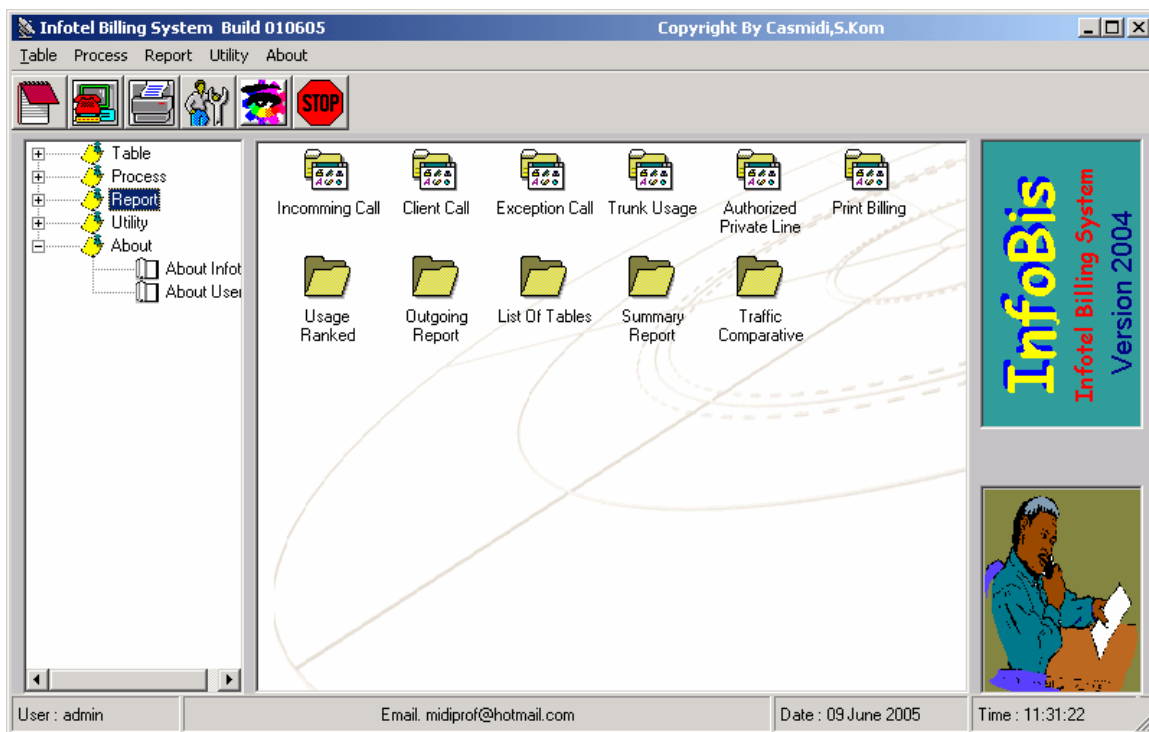 Infotel Billing System Build 010605 Copyright By Casmidi,S.Kom
Table Process Report Utility About
STOP
Table
Process
Report
Utility
About
About Infot
About User
Incomming Call Client Call Exception Call Trunk Usage Authorized Private Line Print Billing
Usage Ranked Outgoing Report List Of Tables Summary Report Traffic Comparative
InfoBis
Infotel Billing System
Version 2004
User : admin Email. midiprof@hotmail.com Date : 09 June 2005 Time : 11:31:22